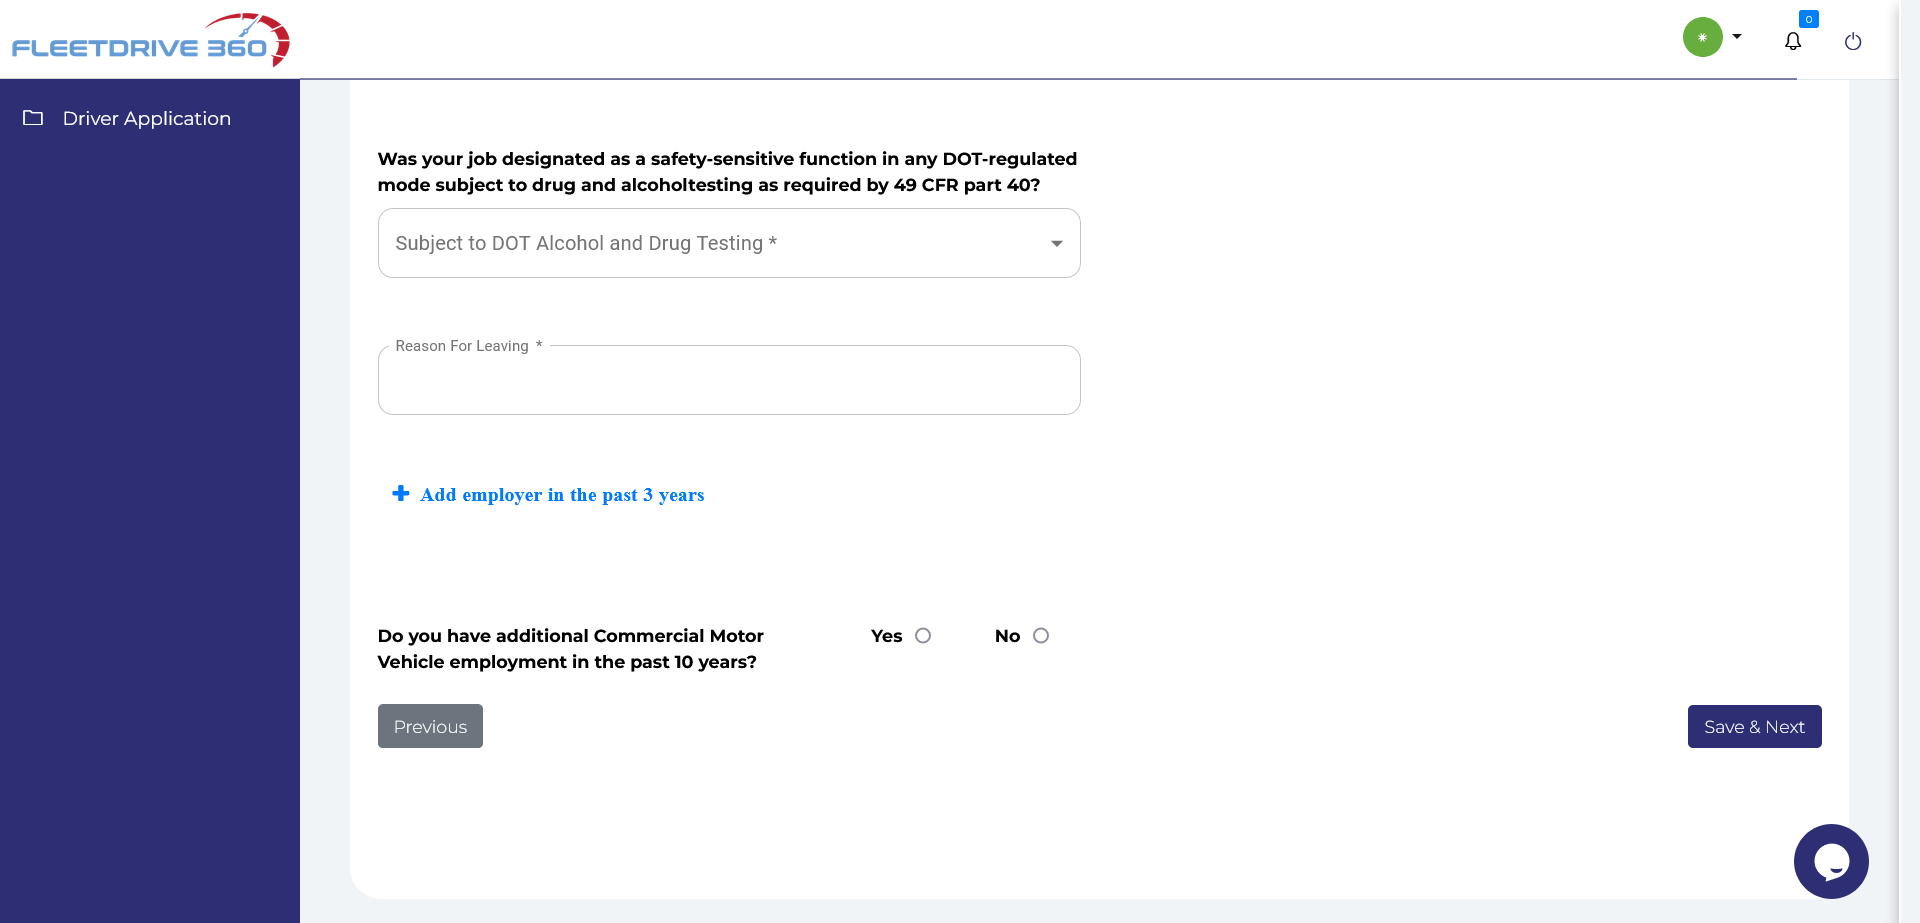 FLEETDRIVE 360
0
Driver Application
Was your job designated as a safety-sensitive function in any DOT-regulated
mode subject to drug and alcoholtesting as required by 49 CFR part 40?
Subject to DOT Alcohol and Drug Testing *
Reason For Leaving *
Add employer in the past 3 years
Do you have additional Commercial Motor
Vehicle employment in the past 10 years?
Yes
No
Previous
Save & Next